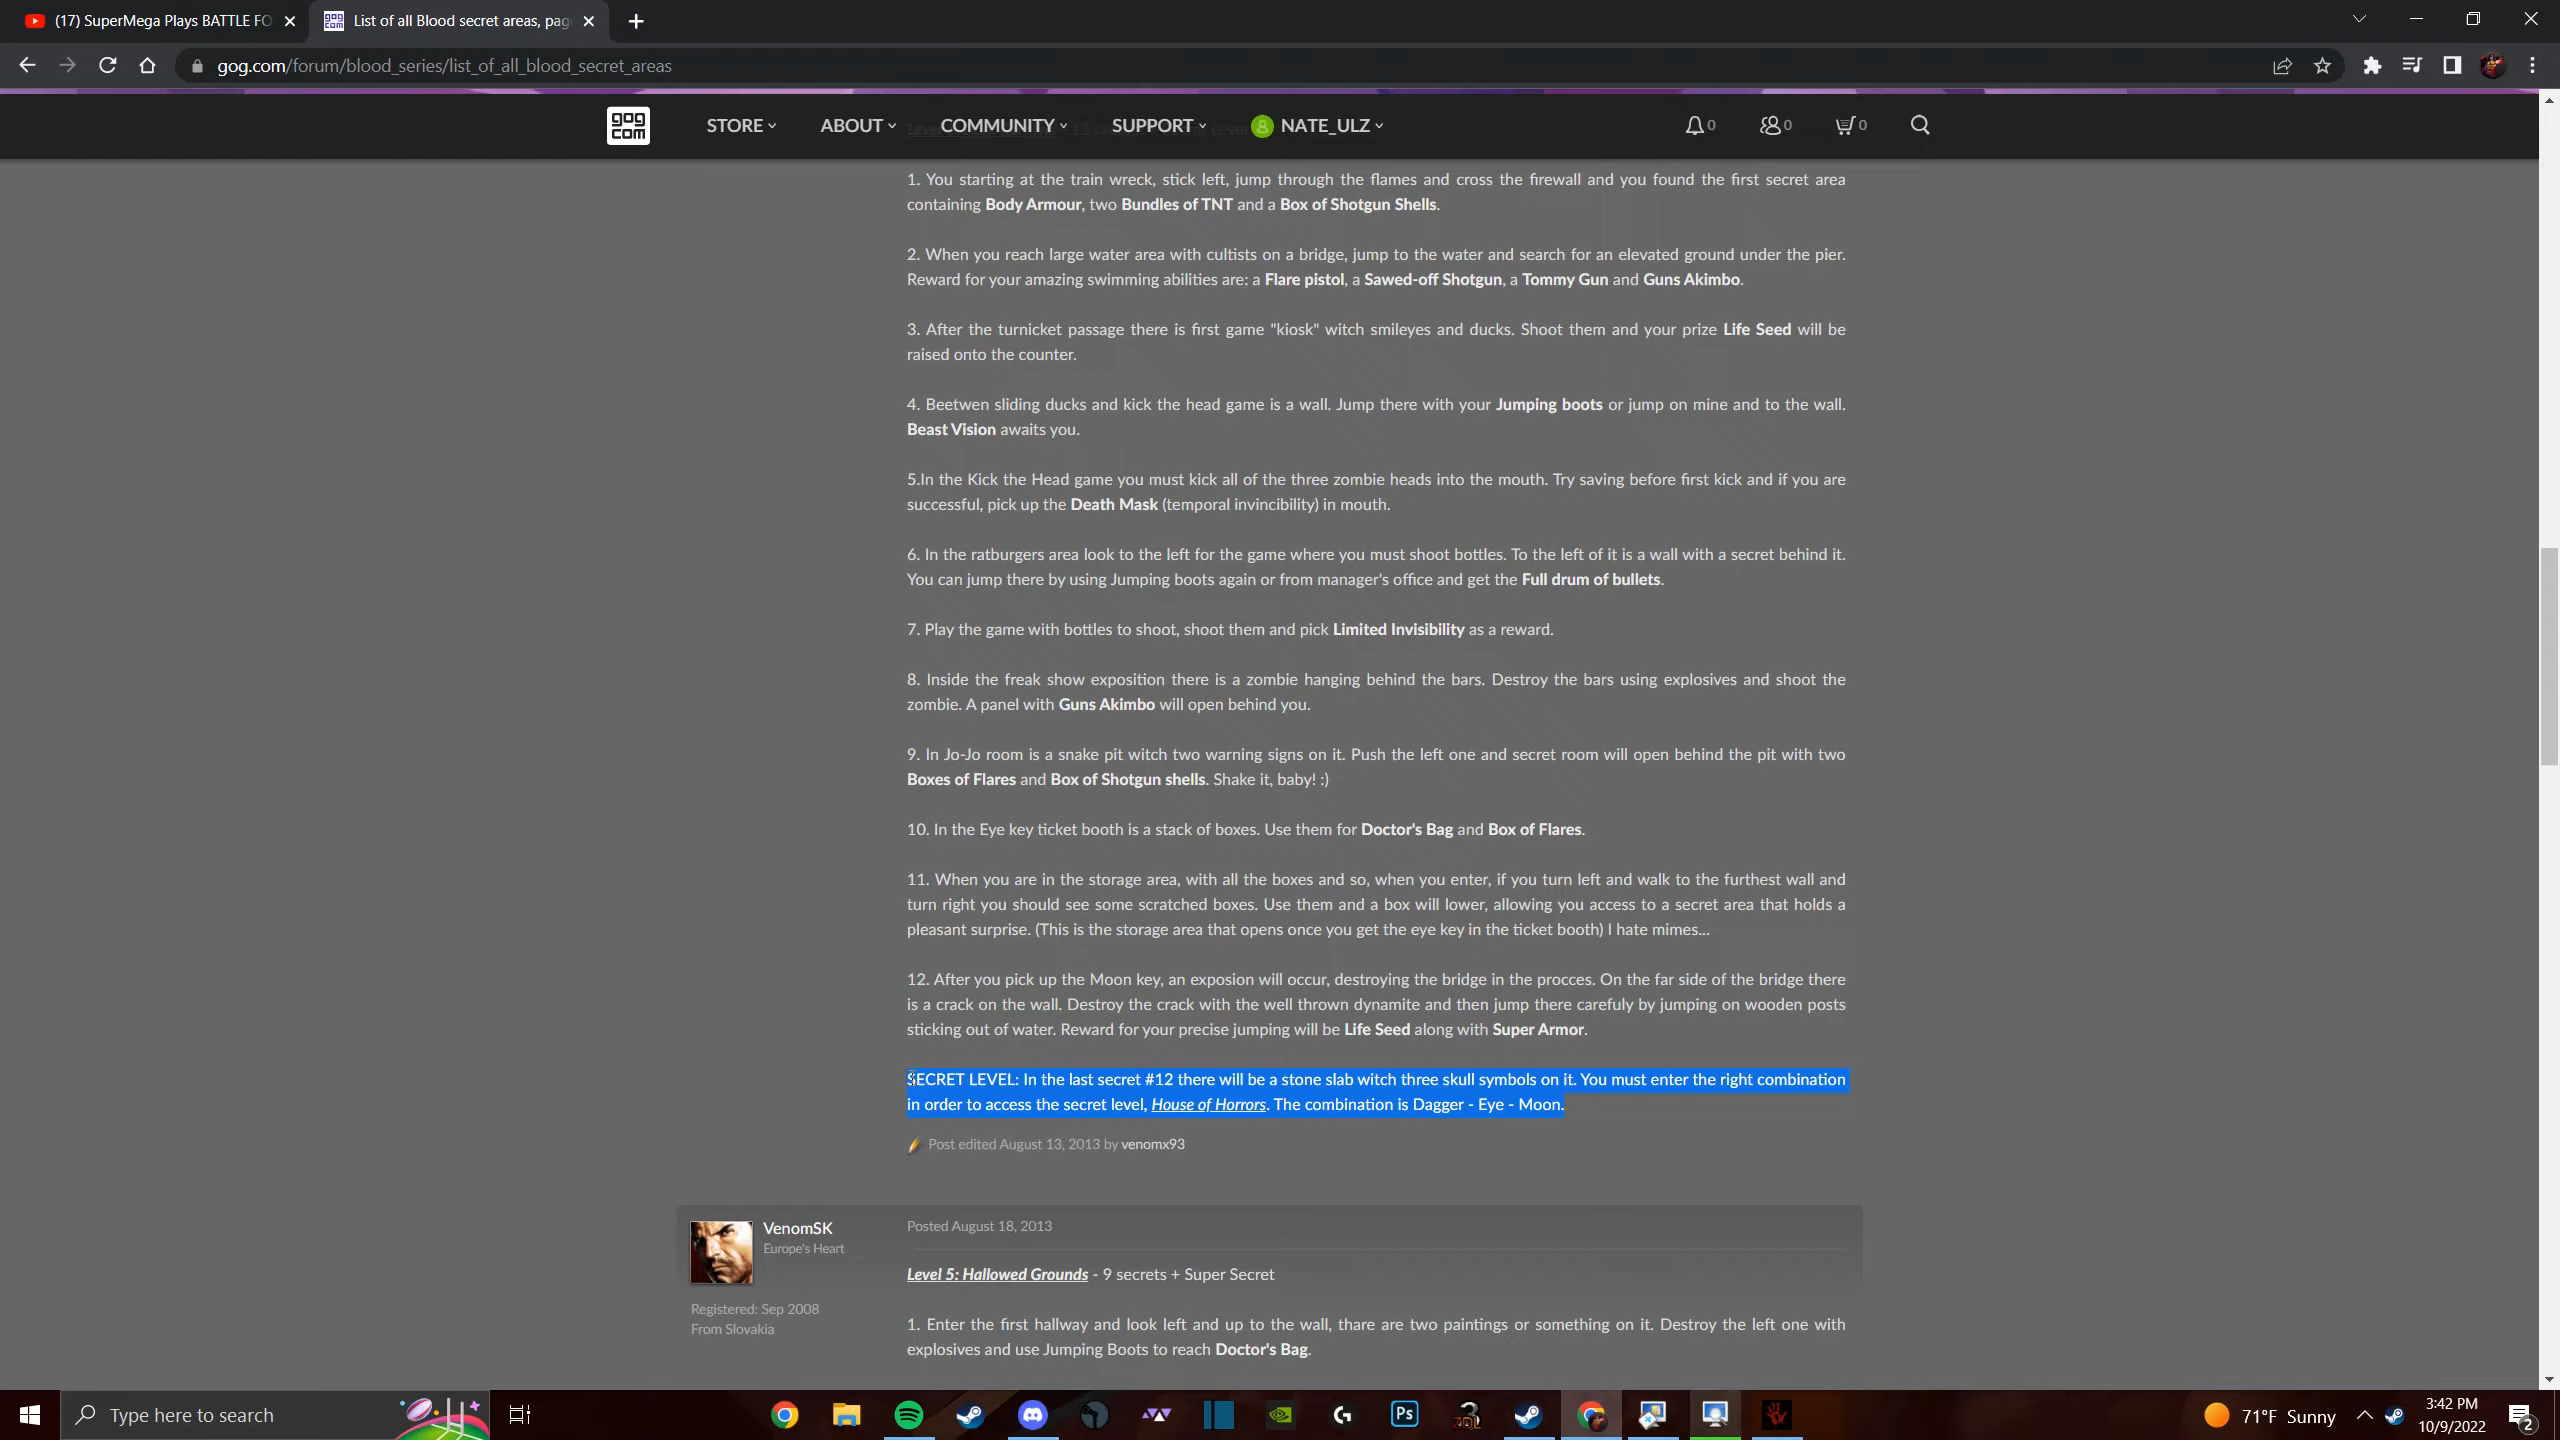 (17) SuperMega Plays BATTLE FO
List of all Blood secret areas, pag
gog.com/forum/blood_series/list_of_all_blood_secret_areas
gog
com
STORE
ABOUT
COMMUNITY
SUPPORT
NATE_ULZ
0
0
0
1. You starting at the train wreck, stick left, jump through the flames and cross the firewall and you found the first secret area
containing Body Armour, two Bundles of TNT and a Box of Shotgun Shells.
2. When you reach large water area with cultists on a bridge, jump to the water and search for an elevated ground under the pier.
Reward for your amazing swimming abilities are: a Flare pistol, a Sawed-off Shotgun, a Tommy Gun and Guns Akimbo.
3. After the turnicket passage there is first game "kiosk" witch smileyes and ducks. Shoot them and your prize Life Seed will be
raised onto the counter.
4. Beetwen sliding ducks and kick the head game is a wall. Jump there with your Jumping boots or jump on mine and to the wall.
Beast Vision awaits you.
5.In the Kick the Head game you must kick all of the three zombie heads into the mouth. Try saving before first kick and if you are
successful, pick up the Death Mask (temporal invincibility) in mouth.
6. In the ratburgers area look to the left for the game where you must shoot bottles. To the left of it is a wall with a secret behind it.
You can jump there by using Jumping boots again or from manager's office and get the Full drum of bullets.
7. Play the game with bottles to shoot, shoot them and pick Limited Invisibility as a reward.
8. Inside the freak show exposition there is a zombie hanging behind the bars. Destroy the bars using explosives and shoot the
zombie. A panel with Guns Akimbo will open behind you.
9. In Jo-Jo room is a snake pit witch two warning signs on it. Push the left one and secret room will open behind the pit with two
Boxes of Flares and Box of Shotgun shells. Shake it, baby! :)
10. In the Eye key ticket booth is a stack of boxes. Use them for Doctor's Bag and Box of Flares.
11. When you are in the storage area, with all the boxes and so, when you enter, if you turn left and walk to the furthest wall and
turn right you should see some scratched boxes. Use them and a box will lower, allowing you access to a secret area that holds a
pleasant surprise. (This is the storage area that opens once you get the eye key in the ticket booth) I hate mimes...
12. After you pick up the Moon key, an exposion will occur, destroying the bridge in the procces. On the far side of the bridge there
is a crack on the wall. Destroy the crack with the well thrown dynamite and then jump there carefuly by jumping on wooden posts
sticking out of water. Reward for your precise jumping will be Life Seed along with Super Armor.
SECRET LEVEL: In the last secret #12 there will be a stone slab witch three skull symbols on it. You must enter the right combination
in order to access the secret level, House of Horrors. The combination is Dagger - Eye - Moon.
Post edited August 13, 2013 by venomx93
VenomSK
Europe's Heart
Registered: Sep 2008
From Slovakia
Posted August 18, 2013
Level 5: Hallowed Grounds - 9 secrets + Super Secret
1. Enter the first hallway and look left and up to the wall, thare are two paintings or something on it. Destroy the left one with
explosives and use Jumping Boots to reach Doctor's Bag.
Type here to search
Ps
3
ZDL
71°F Sunny
3:42 PM
10/9/2022
2